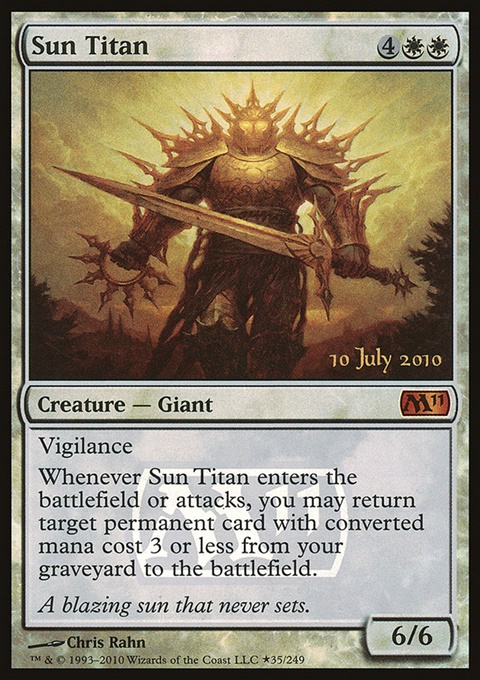 Sun Titan 4
10 July 2010
Creature — Giant M11
Vigilance
Whenever Sun Titan enters the
battlefield or attacks, you may return
target permanent card with converted
mana cost 3 or less from your
graveyard to the battlefield.
A blazing sun that never sets.
6/6
Chris Rahn
™ & © 1993–2010 Wizards of the Coast LLC ★35/249